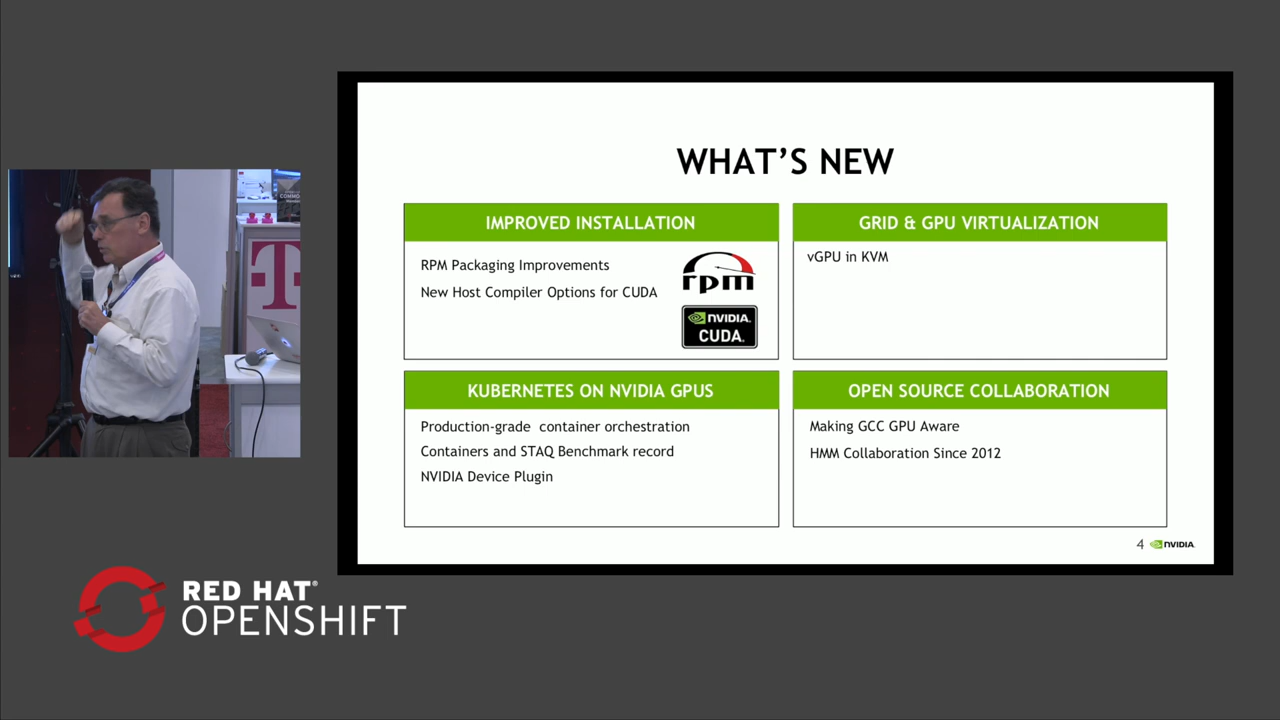 WHAT'S NEW
IMPROVED INSTALLATION
RPM Packaging Improvements
New Host Compiler Options for CUDA
rpm
NVIDIA.
CUDA.
GRID & GPU VIRTUALIZATION
vGPU in KVM
KUBERNETES ON NVIDIA GPUS
Production-grade container orchestration
Containers and STAQ Benchmark record
NVIDIA Device Plugin
OPEN SOURCE COLLABORATION
Making GCC GPU Aware
HMM Collaboration Since 2012
4 NVIDIA.
T
RED HAT®
OPENSHIFT